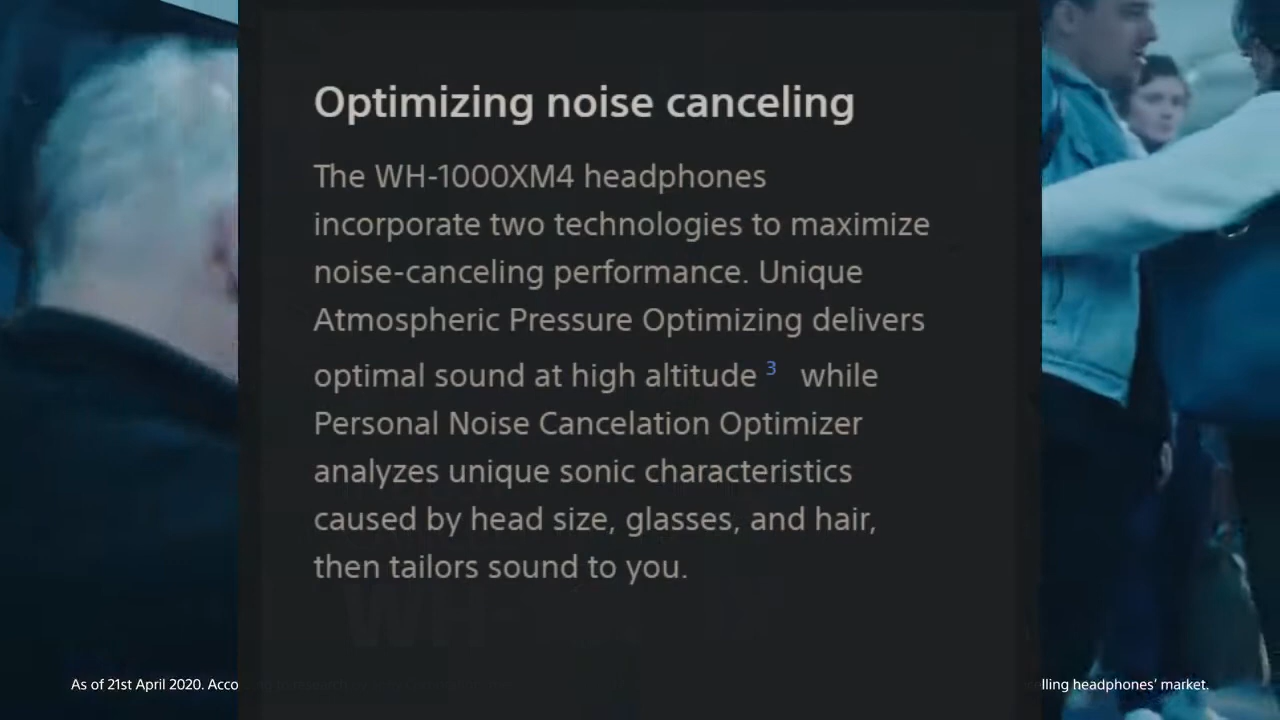 Optimizing noise canceling
The WH-1000XM4 headphones
incorporate two technologies to maximize
noise-canceling performance. Unique
Atmospheric Pressure Optimizing delivers
optimal sound at high altitude 3 while
Personal Noise Cancelation Optimizer
analyzes unique sonic characteristics
caused by head size, glasses, and hair,
then tailors sound to you.
WH-
As of 21st April 2020. headphones' market.